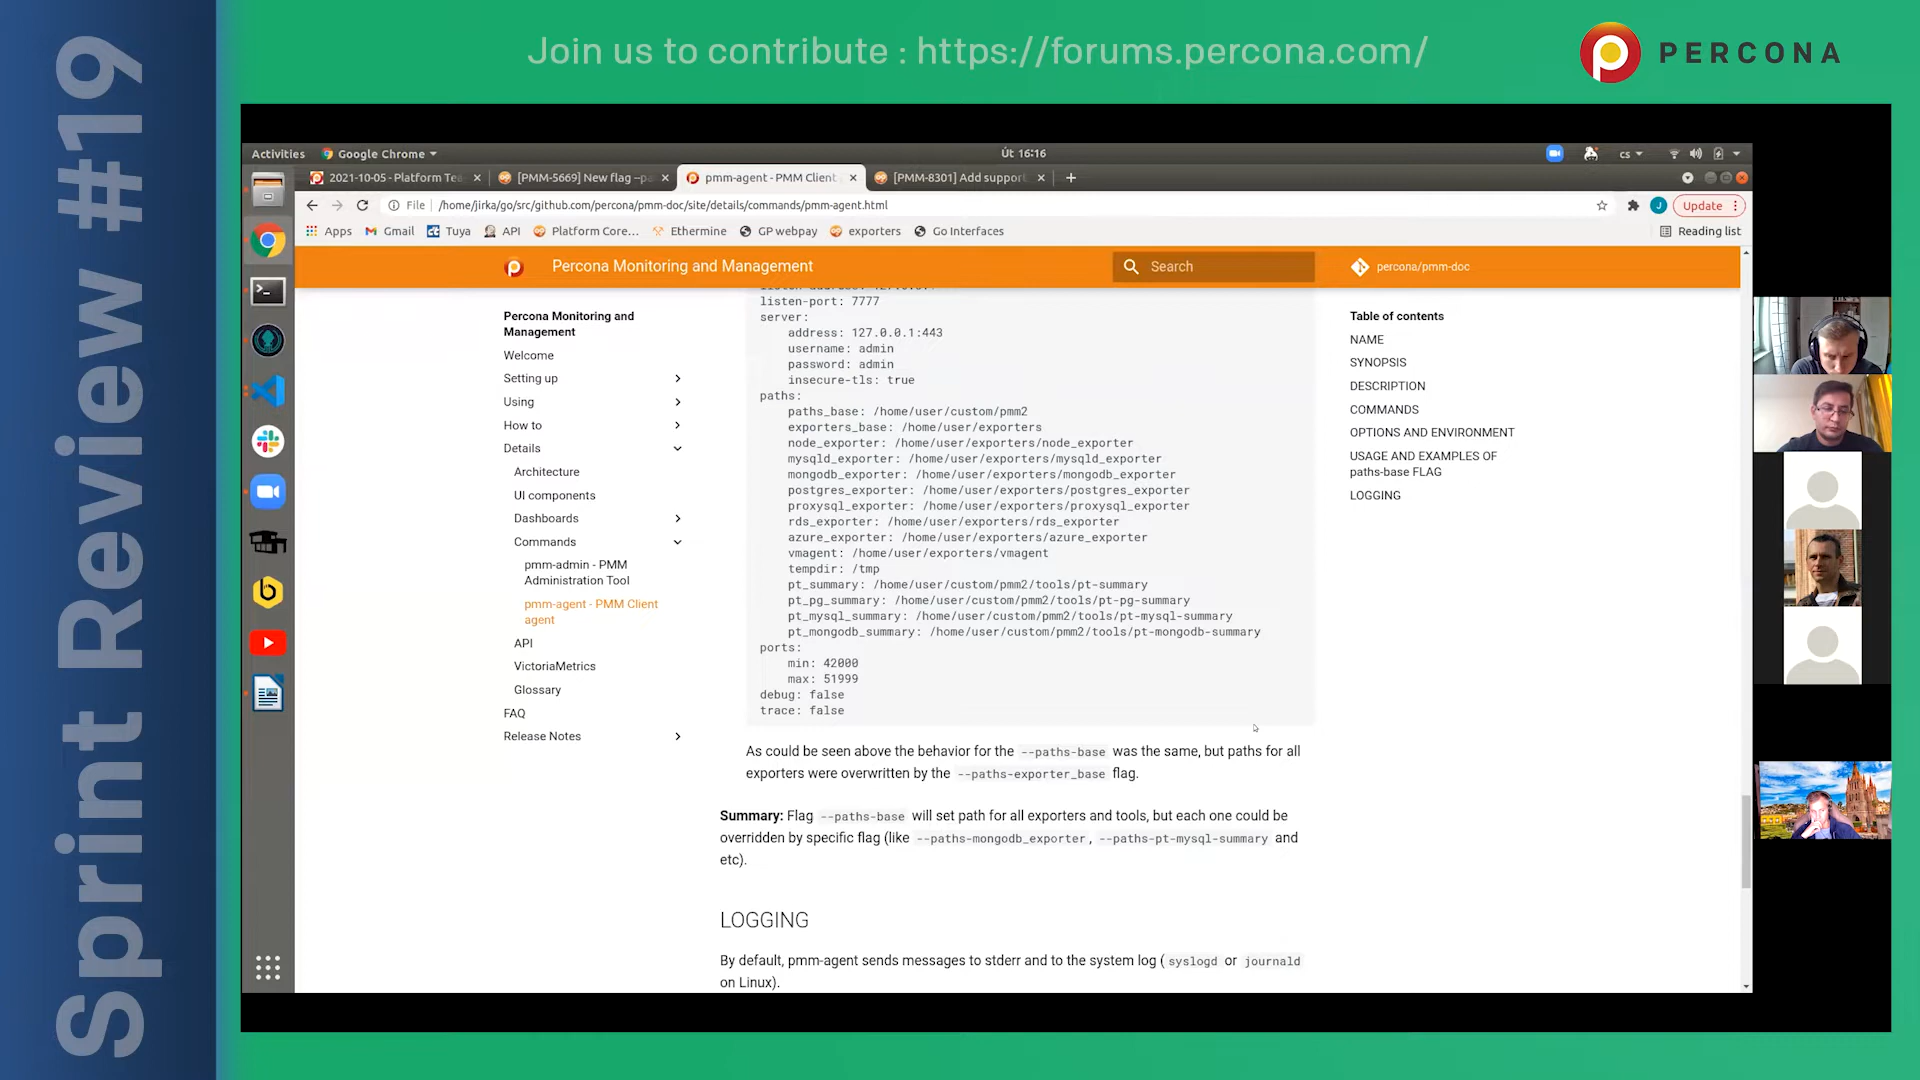 Sprint Review #19
Join us to contribute : https://forums.percona.com/
PERCONA
Activities
Google Chrome
Út 16:16
cs
2021-10-05 - Platform Te
[PMM-5669] New flag --p
pmm-agent - PMM Client
[PMM-8301] Add support
File
/home/jirka/go/src/github.com/percona/pmm-doc/site/details/commands/pmm-agent.html
J
Update
Apps
Gmail
Tuya
API
Platform Core...
Ethermine
GP webpay
exporters
Go Interfaces
Reading list
Percona Monitoring and Management
Search
percona/pmm-doc
Percona Monitoring and
Management
Welcome
Setting up
Using
How to
Details
Architecture
UI components
Dashboards
Commands
pmm-admin - PMM
Administration Tool
pmm-agent - PMM Client
agent
API
VictoriaMetrics
Glossary
FAQ
Release Notes
listen-port: 7777
server:
address: 127.0.0.1:443
username: admin
password: admin
insecure-tls: true
paths:
paths_base: /home/user/custom/pmm2
exporters_base: /home/user/exporters
node_exporter: /home/user/exporters/node_exporter
mysqld_exporter: /home/user/exporters/mysqld_exporter
mongodb_exporter: /home/user/exporters/mongodb_exporter
postgres_exporter: /home/user/exporters/postgres_exporter
proxysql_exporter: /home/user/exporters/proxysql_exporter
rds_exporter: /home/user/exporters/rds_exporter
azure_exporter: /home/user/exporters/azure_exporter
vmagent: /home/user/exporters/vmagent
tempdir: /tmp
pt_summary: /home/user/custom/pmm2/tools/pt-summary
pt_pg_summary: /home/user/custom/pmm2/tools/pt-pg-summary
pt_mysql_summary: /home/user/custom/pmm2/tools/pt-mysql-summary
pt_mongodb_summary: /home/user/custom/pmm2/tools/pt-mongodb-summary
ports:
min: 42000
max: 51999
debug: false
trace: false
As could be seen above the behavior for the --paths-base was the same, but paths for all
exporters were overwritten by the --paths-exporter_base flag.
Summary: Flag --paths-base will set path for all exporters and tools, but each one could be
overridden by specific flag (like --paths-mongodb_exporter, --paths-pt-mysql-summary and
etc).
LOGGING
By default, pmm-agent sends messages to stderr and to the system log (syslogd or journald
on Linux).
Table of contents
NAME
SYNOPSIS
DESCRIPTION
COMMANDS
OPTIONS AND ENVIRONMENT
USAGE AND EXAMPLES OF
paths-base FLAG
LOGGING